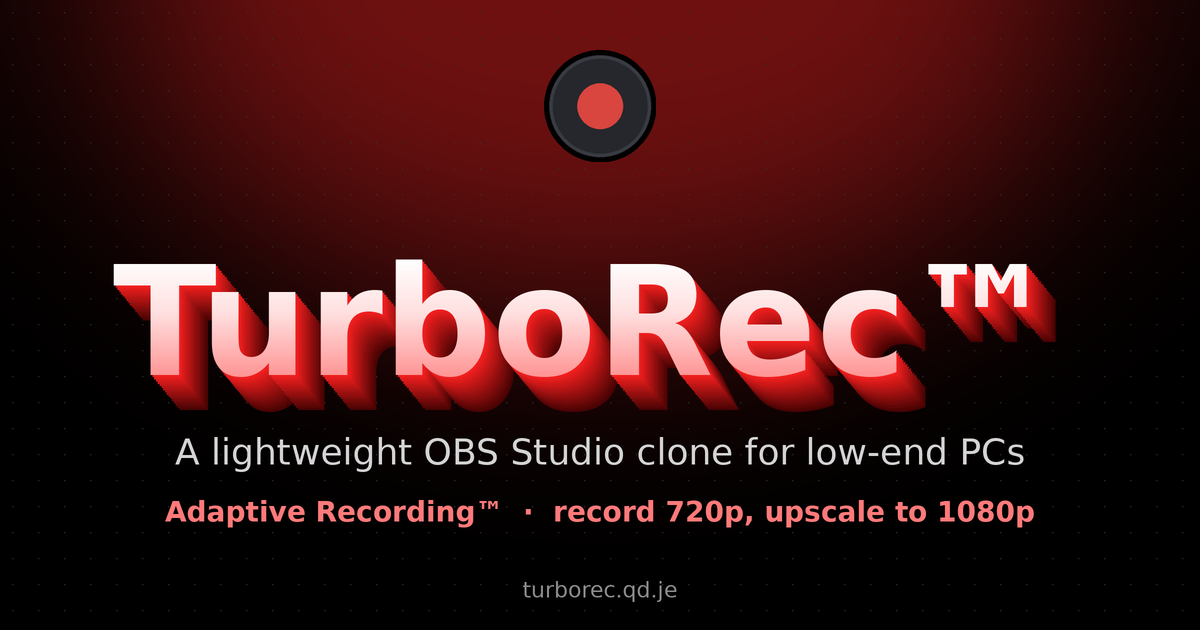 TurboRec™
A lightweight OBS Studio clone for low-end PCs
Adaptive Recording™ · record 720p, upscale to 1080p
turborec.qd.je